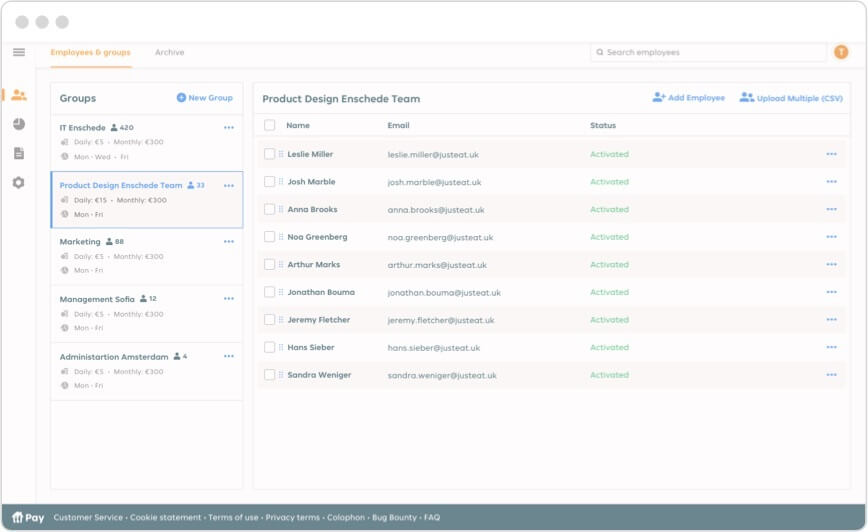 Employees & groups
Archive
Search employees
T
Groups
New Group
IT Enschede 420
Daily: €5 • Monthly: €300
Mon - Wed - Fri
Product Design Enschede Team 33
Daily: €15 • Monthly: €300
Mon - Fri
Marketing 88
Daily: €5 • Monthly: €300
Mon - Fri
Management Sofia 12
Daily: €5 • Monthly: €300
Mon - Fri
Administartion Amsterdam 4
Daily: €5 • Monthly: €300
Mon - Fri
Product Design Enschede Team
Add Employee
Upload Multiple (CSV)
Name Email Status
Leslie Miller leslie.miller@justeat.uk Activated
Josh Marble josh.marble@justeat.uk Activated
Anna Brooks anna.brooks@justeat.uk Activated
Noa Greenberg noa.greenberg@justeat.uk Activated
Arthur Marks arthur.marks@justeat.uk Activated
Jonathan Bouma jonathan.bouma@justeat.uk Activated
Jeremy Fletcher jeremy.fletcher@justeat.uk Activated
Hans Sieber hans.sieber@justeat.uk Activated
Sandra Weniger sandra.weniger@justeat.uk Activated
Pay Customer Service • Cookie statement • Terms of use • Privacy terms • Colophon • Bug Bounty • FAQ